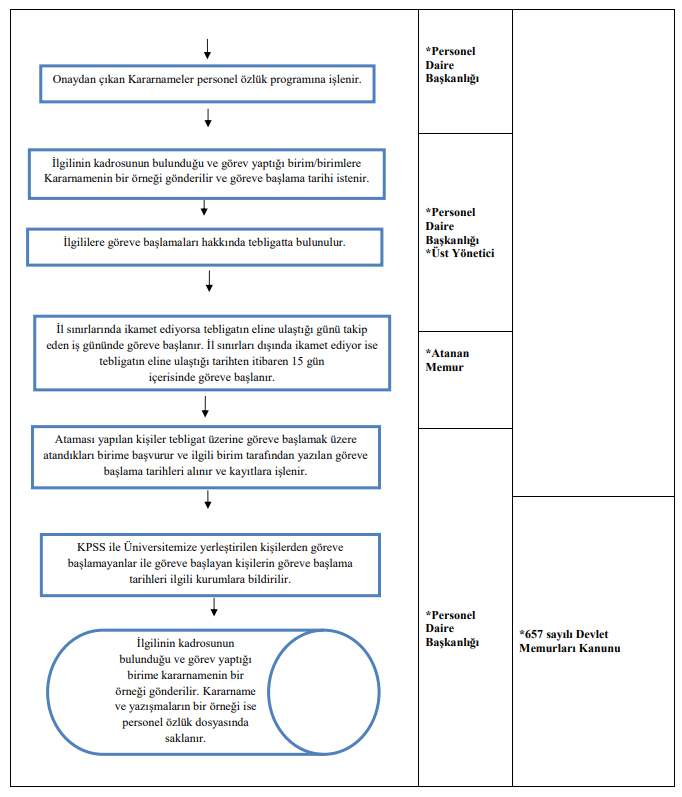 Onaydan çıkan Kararnameler personel özlük programına işlenir.
*Personel
Daire
Başkanlığı
İlgilinin kadrosunun bulunduğu ve görev yaptığı birim/birimlere
Kararnamenin bir örneği gönderilir ve göreve başlama tarihi istenir.
İlgililere göreve başlamaları hakkında tebligatta bulunulur.
*Personel
Daire
Başkanlığı
*Üst Yönetici
İl sınırlarında ikamet ediyorsa tebligatın eline ulaştığı günü takip
eden iş gününde göreve başlanır. İl sınırları dışında ikamet ediyor ise
tebligatın eline ulaştığı tarihten itibaren 15 gün
içerisinde göreve başlanır.
*Atanan
Memur
Ataması yapılan kişiler tebligat üzerine göreve başlamak üzere
atandıkları birime başvurur ve ilgili birim tarafından yazılan göreve
başlama tarihleri alınır ve kayıtlara işlenir.
KPSS ile Üniversitemize yerleştirilen kişilerden göreve
başlamayanlar ile göreve başlayan kişilerin göreve başlama
tarihleri ilgili kurumlara bildirilir.
İlgilinin kadrosunun
bulunduğu ve görev yaptığı
birime kararnamenin bir
örneği gönderilir. Kararname
ve yazışmaların bir örneği ise
personel özlük dosyasında
saklanır.
*Personel
Daire
Başkanlığı
*657 sayılı Devlet
Memurları Kanunu